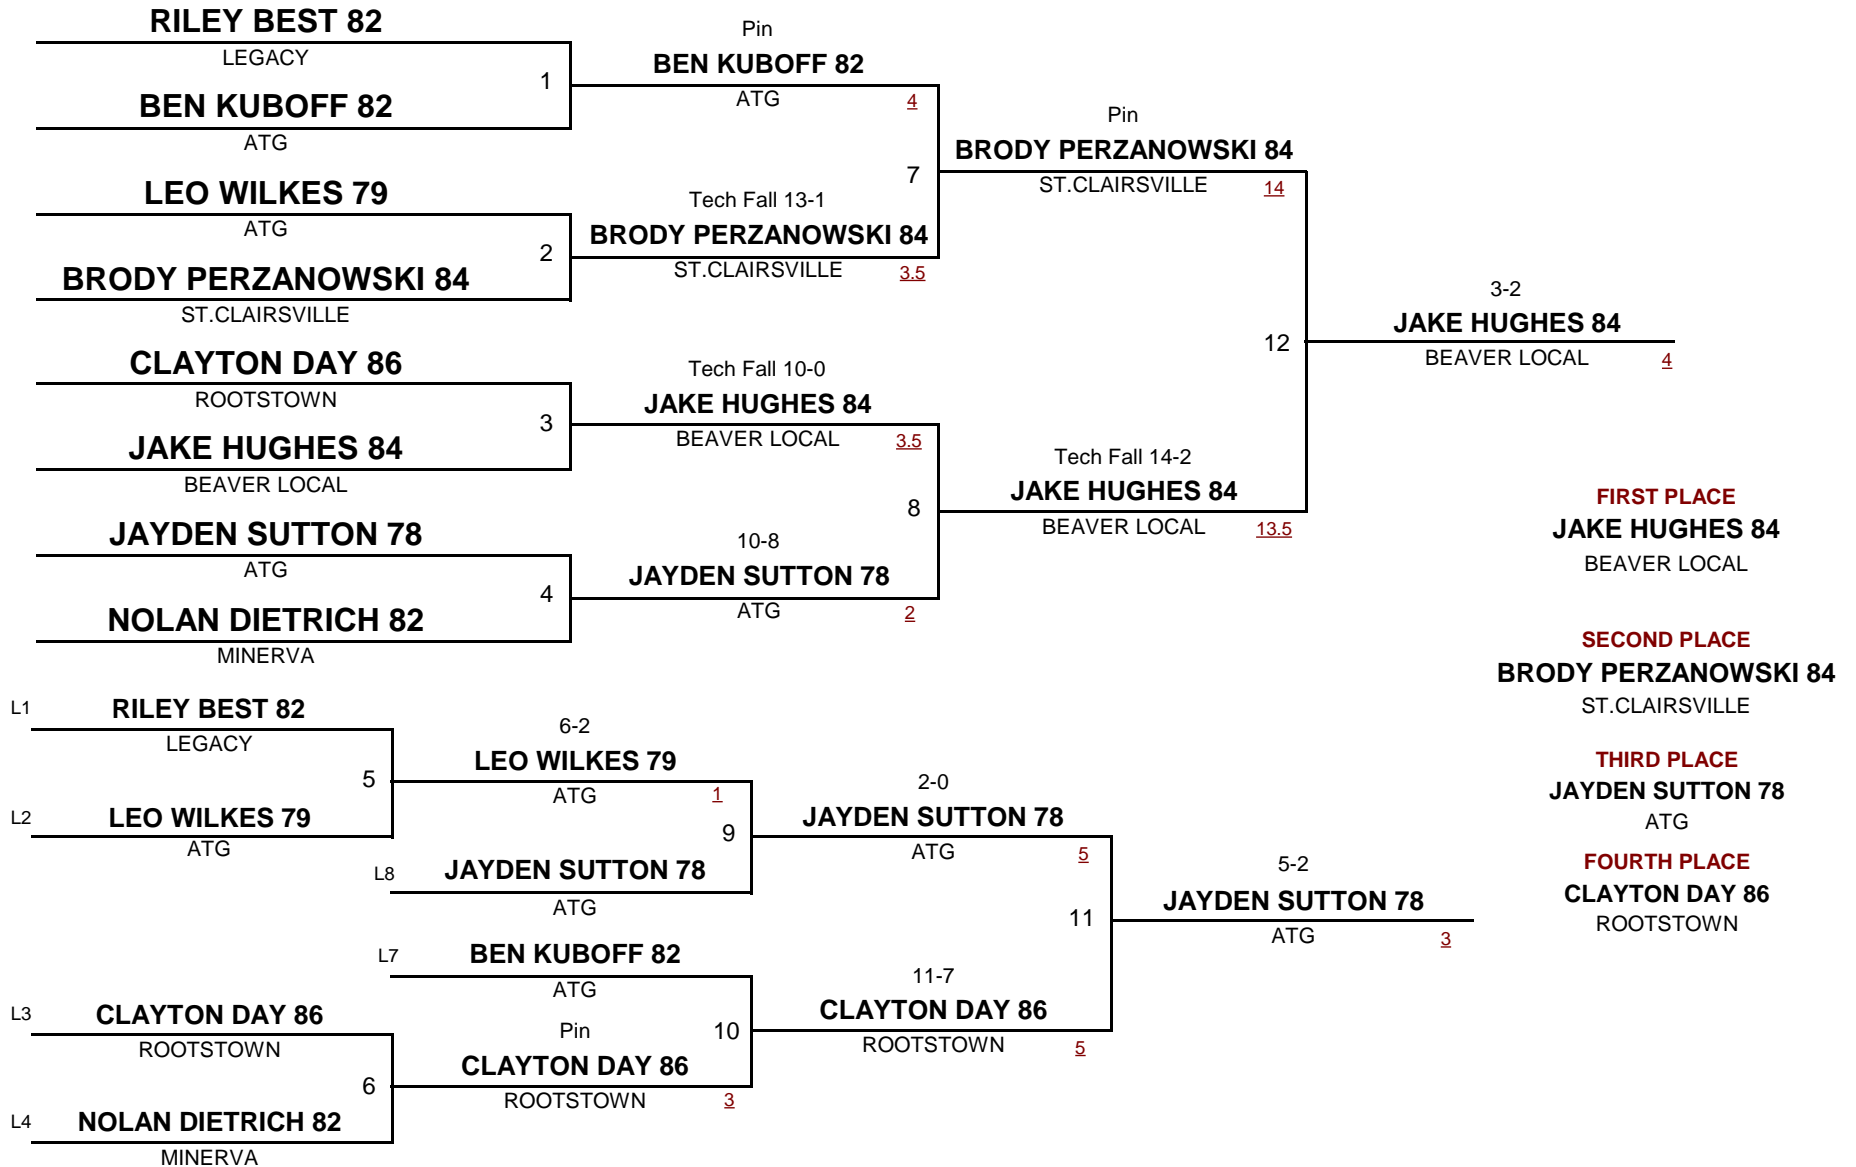 RILEY BEST 82
LEGACY
1
BEN KUBOFF 82
ATG
Pin
BEN KUBOFF 82
ATG
4
LEO WILKES 79
ATG
2
BRODY PERZANOWSKI 84
ST.CLAIRSVILLE
Tech Fall 13-1
BRODY PERZANOWSKI 84
ST.CLAIRSVILLE
3.5
7
Pin
BRODY PERZANOWSKI 84
ST.CLAIRSVILLE
14
CLAYTON DAY 86
ROOTSTOWN
3
JAKE HUGHES 84
BEAVER LOCAL
Tech Fall 10-0
JAKE HUGHES 84
BEAVER LOCAL
3.5
JAYDEN SUTTON 78
ATG
4
NOLAN DIETRICH 82
MINERVA
10-8
JAYDEN SUTTON 78
ATG
2
8
Tech Fall 14-2
JAKE HUGHES 84
BEAVER LOCAL
13.5
12
3-2
JAKE HUGHES 84
BEAVER LOCAL
4
FIRST PLACE
JAKE HUGHES 84
BEAVER LOCAL
SECOND PLACE
BRODY PERZANOWSKI 84
ST.CLAIRSVILLE
THIRD PLACE
JAYDEN SUTTON 78
ATG
FOURTH PLACE
CLAYTON DAY 86
ROOTSTOWN
L1
RILEY BEST 82
LEGACY
5
L2
LEO WILKES 79
ATG
6-2
LEO WILKES 79
ATG
1
9
L8
JAYDEN SUTTON 78
ATG
2-0
JAYDEN SUTTON 78
ATG
5
L7
BEN KUBOFF 82
ATG
10
L3
CLAYTON DAY 86
ROOTSTOWN
6
L4
NOLAN DIETRICH 82
MINERVA
Pin
CLAYTON DAY 86
ROOTSTOWN
3
11-7
CLAYTON DAY 86
ROOTSTOWN
5
11
5-2
JAYDEN SUTTON 78
ATG
3